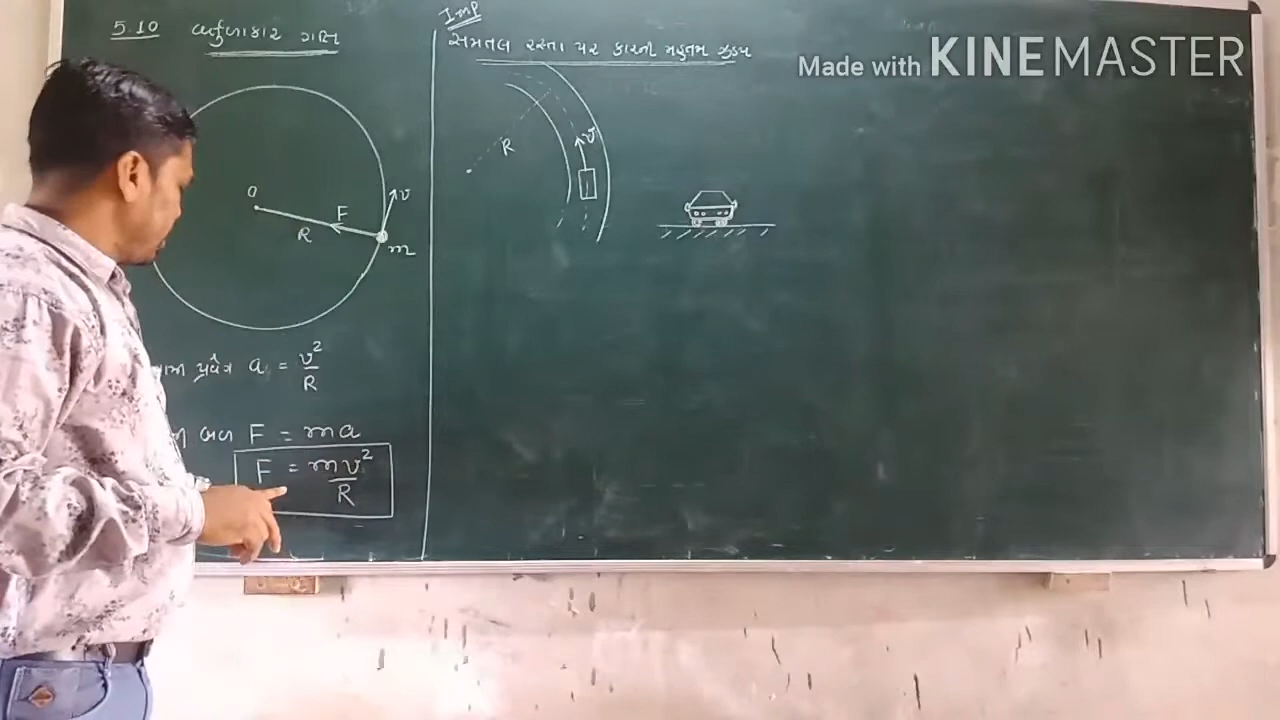 5.10 વર્તુળાકાર ગતિ
O
F
R
v
m
પ્રવેગ a = v²/R
બળ F = ma
F = mv²/R
IMP
સમતલ રસ્તા પર કારની મહત્તમ ઝડપ
R
v
Made with KINEMASTER